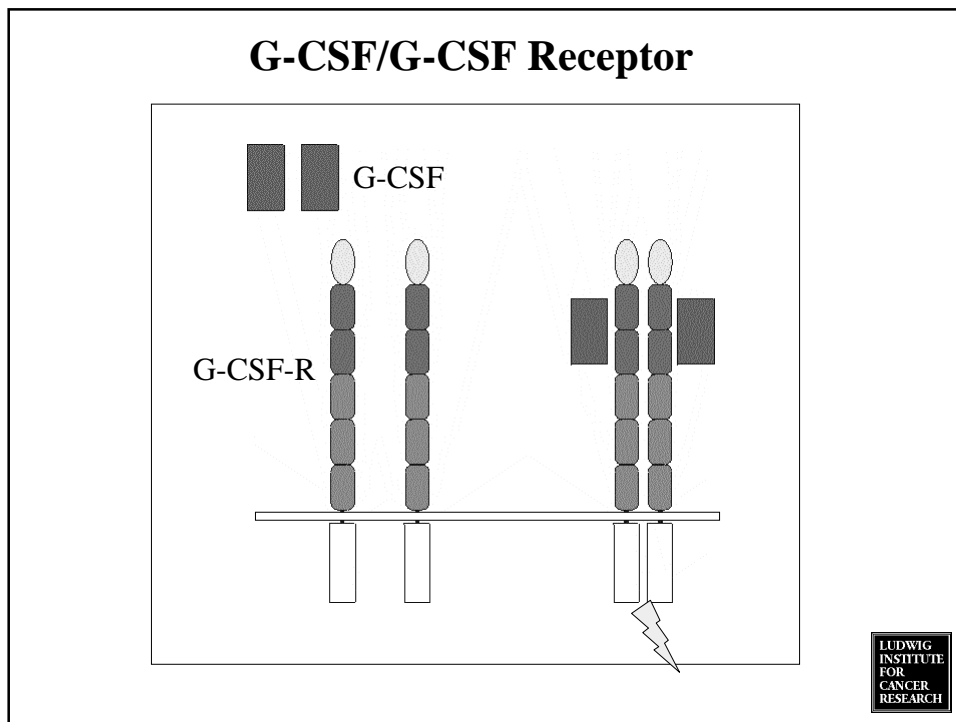 G-CSF/G-CSF Receptor
G-CSF
G-CSF-R
LUDWIG
INSTITUTE
FOR
CANCER
RESEARCH